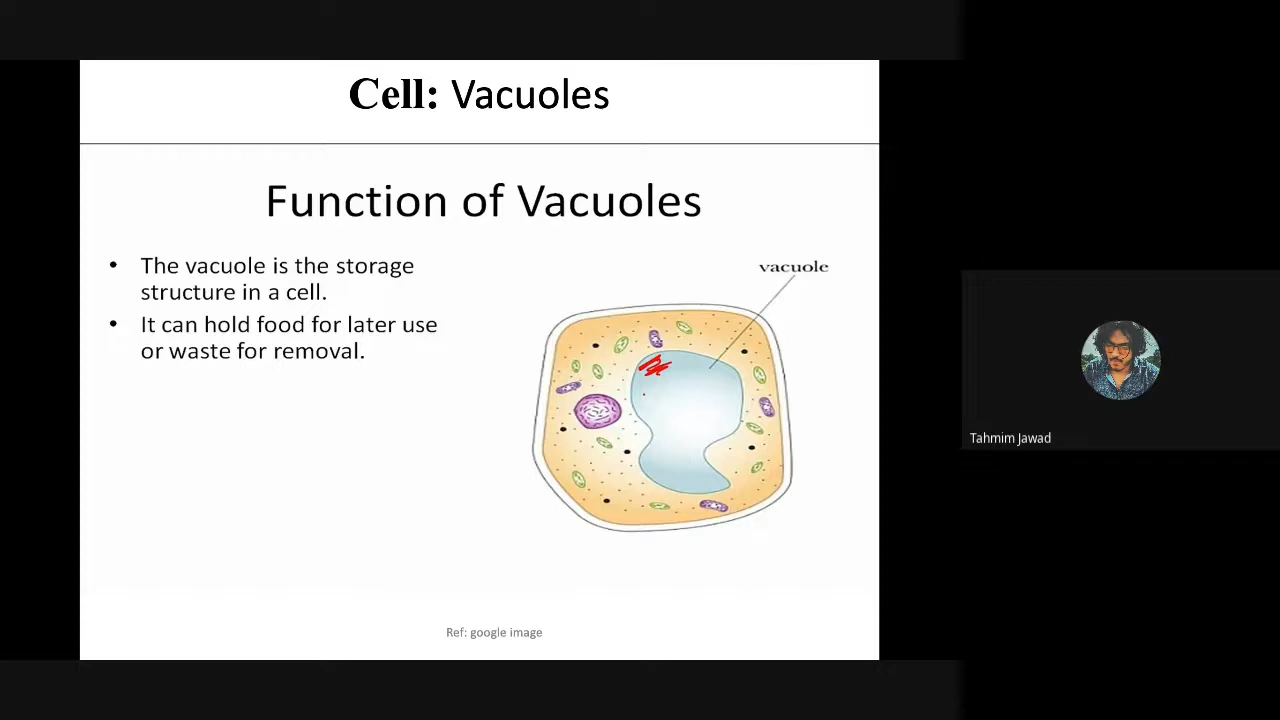 Cell: Vacuoles
Function of Vacuoles
• The vacuole is the storage
structure in a cell.
• It can hold food for later use
or waste for removal.
vacuole
Tahmim Jawad
Ref: google image